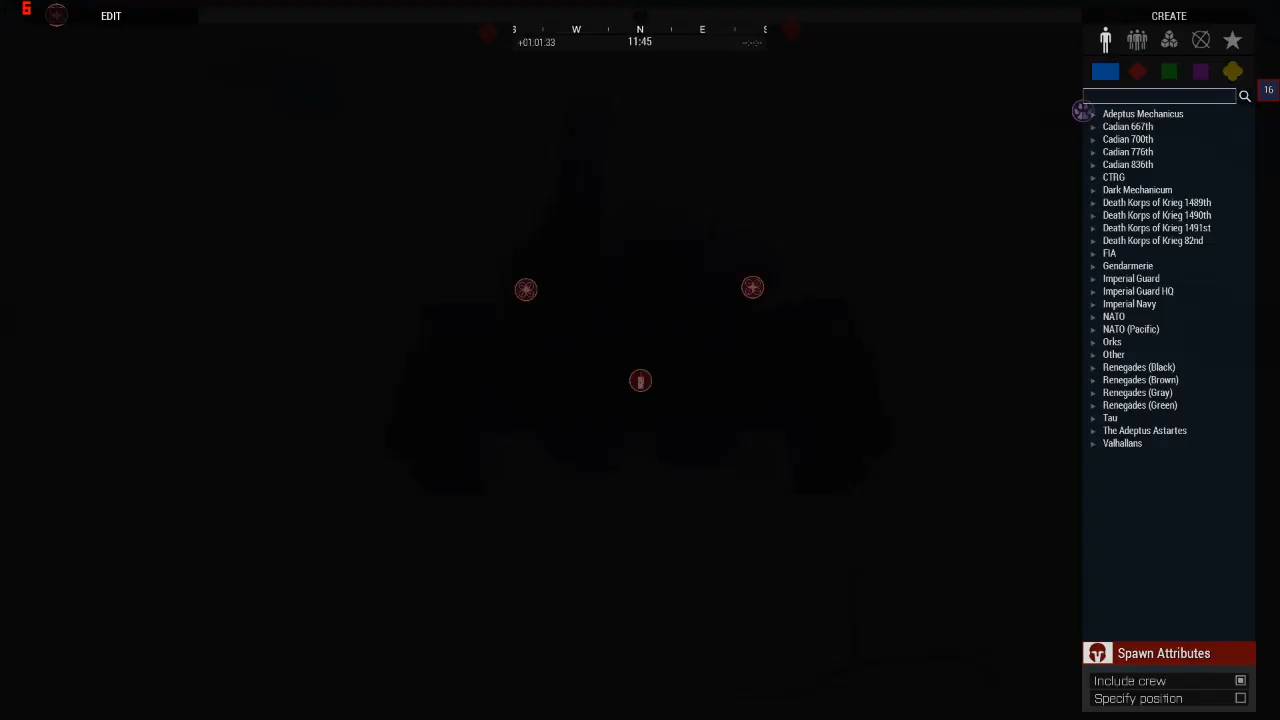 6
EDIT
S W N E S
+01:01:33 11:45 --:--:--
CREATE
16
Adeptus Mechanicus
Cadian 667th
Cadian 700th
Cadian 776th
Cadian 836th
CTRG
Dark Mechanicum
Death Korps of Krieg 1489th
Death Korps of Krieg 1490th
Death Korps of Krieg 1491st
Death Korps of Krieg 82nd
FIA
Gendarmerie
Imperial Guard
Imperial Guard HQ
Imperial Navy
NATO
NATO (Pacific)
Orks
Other
Renegades (Black)
Renegades (Brown)
Renegades (Gray)
Renegades (Green)
Tau
The Adeptus Astartes
Valhallans
Spawn Attributes
Include crew
Specify position